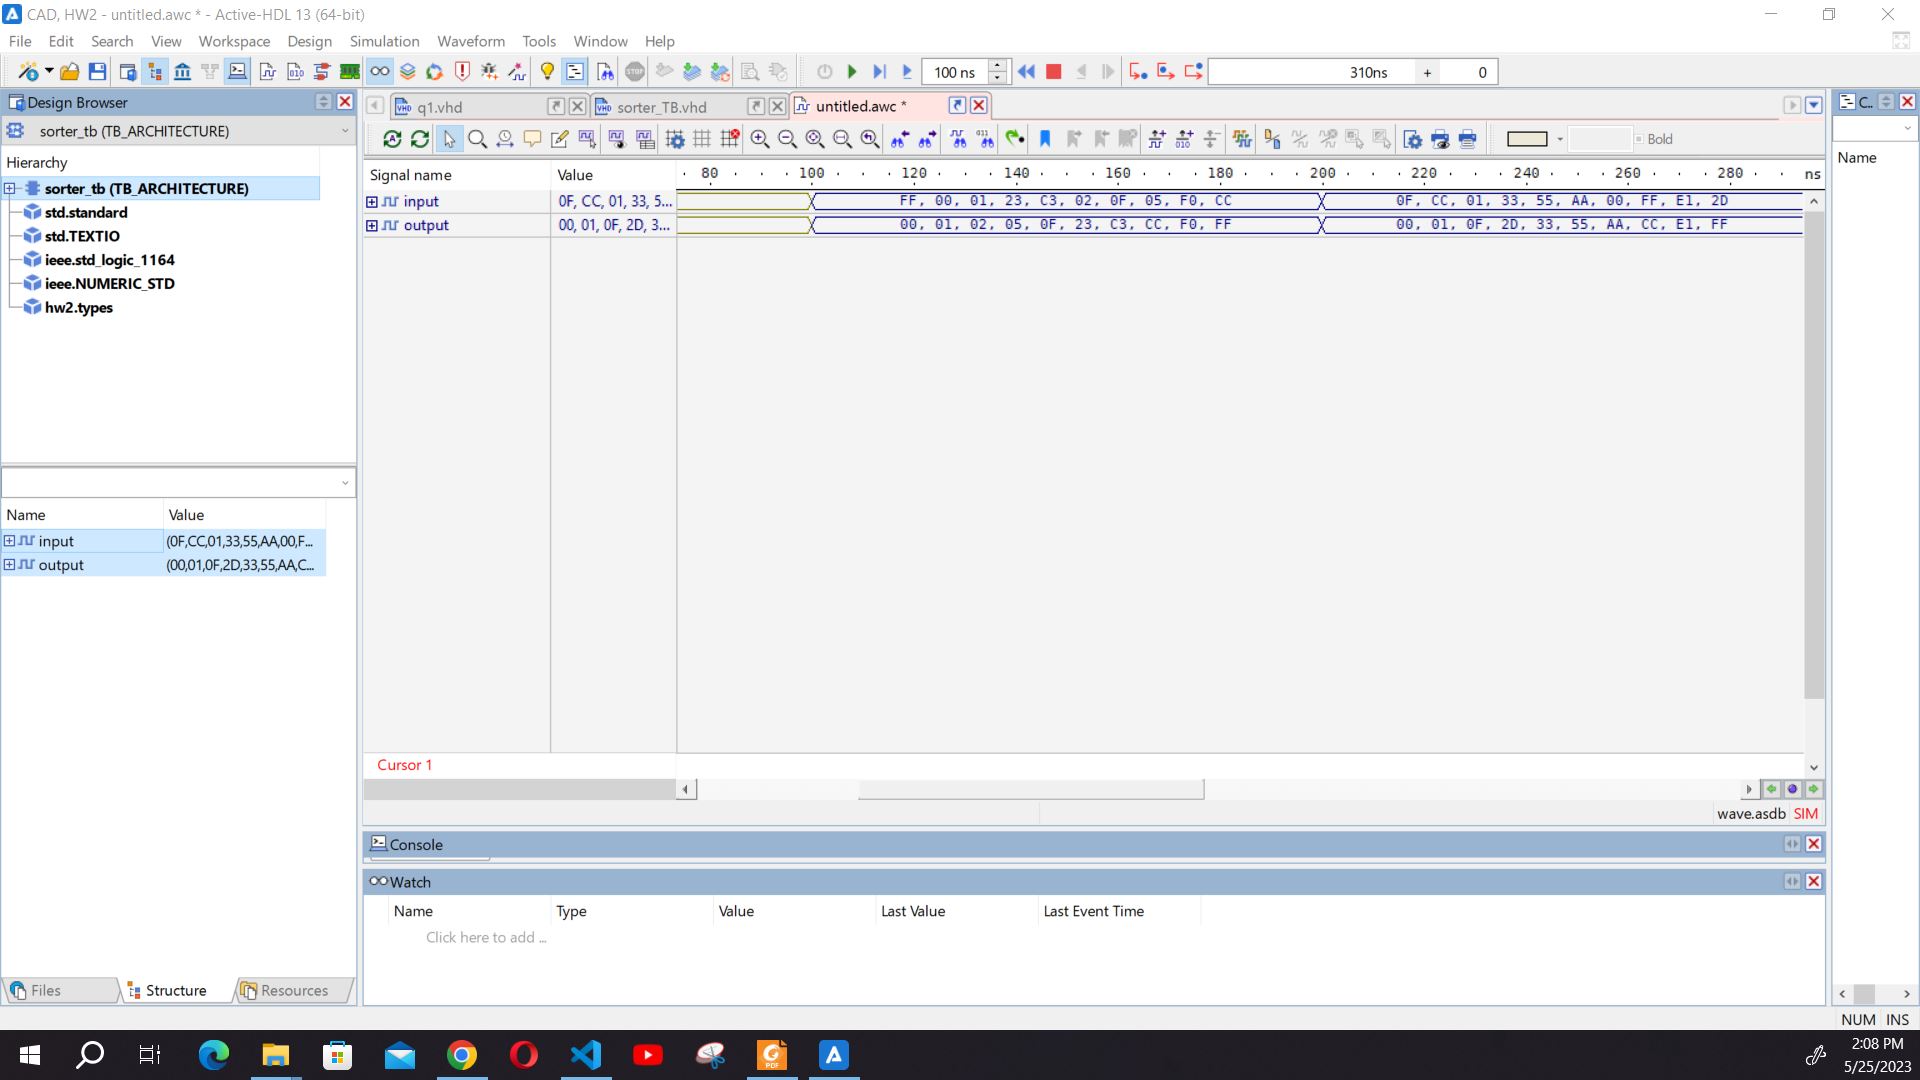 CAD, HW2 - untitled.awc * - Active-HDL 13 (64-bit)
File Edit Search View Workspace Design Simulation Waveform Tools Window Help
100 ns 310ns + 0
Design Browser
sorter_tb (TB_ARCHITECTURE)
Hierarchy
sorter_tb (TB_ARCHITECTURE)
std.standard
std.TEXTIO
ieee.std_logic_1164
ieee.NUMERIC_STD
hw2.types
Name Value
input (0F,CC,01,33,55,AA,00,F...
output (00,01,0F,2D,33,55,AA,C...
Files Structure Resources
q1.vhd sorter_TB.vhd untitled.awc *
Bold
Signal name Value 80 100 120 140 160 180 200 220 240 260 280 ns
input 0F, CC, 01, 33, 5... FF, 00, 01, 23, C3, 02, 0F, 05, F0, CC 0F, CC, 01, 33, 55, AA, 00, FF, E1, 2D
output 00, 01, 0F, 2D, 3... 00, 01, 02, 05, 0F, 23, C3, CC, F0, FF 00, 01, 0F, 2D, 33, 55, AA, CC, E1, FF
Cursor 1
wave.asdb SIM
Console
Watch
Name Type Value Last Value Last Event Time
Click here to add ...
C..
Name
NUM INS
2:08 PM
5/25/2023